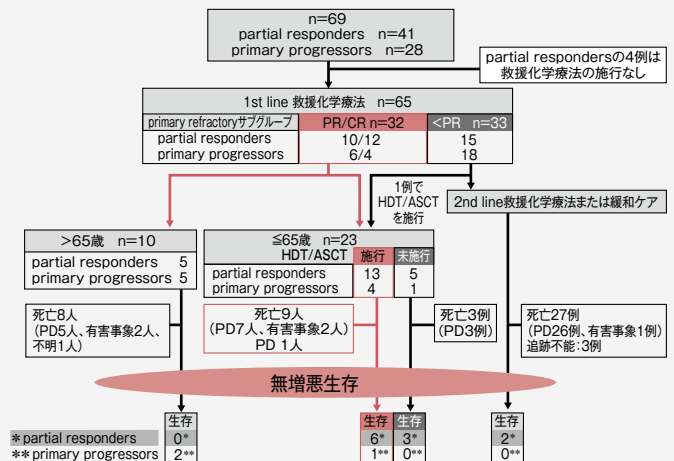 n=69
partial responders n=41
primary progressors n=28
partial respondersの4例は
救援化学療法の施行なし
1st line 救援化学療法 n=65
primary refractoryサブグループ PR/CR n=32 <PR n=33
partial responders 10/12 15
primary progressors 6/4 18
1例で
HDT/ASCT
を施行
2nd line救援化学療法または緩和ケア
>65歳 n=10
partial responders 5
primary progressors 5
≦65歳 n=23
HDT/ASCT 施行 未施行
partial responders 13 5
primary progressors 4 1
死亡8人
(PD5人、有害事象2人、
不明1人)
死亡9人
(PD7人、有害事象2人)
PD 1人
死亡3例
(PD3例)
死亡27例
(PD26例、有害事象1例)
追跡不能:3例
無増悪生存
生存 生存 生存 生存
*partial responders 0* 6* 3* 2*
**primary progressors 2** 1** 0** 0**